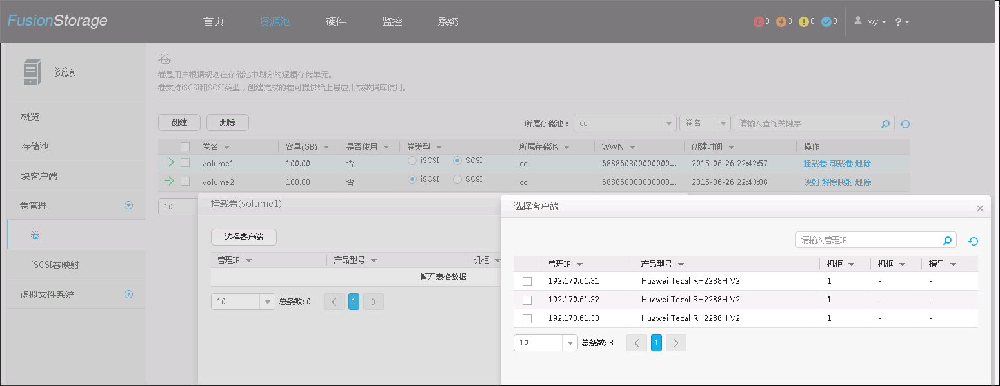 FusionStorage 首页 资源池 硬件 监控 系统 0 3 0 0 wy ?
资源
概览
存储池
块客户端
卷管理
卷
iSCSI卷映射
虚拟文件系统
卷
卷是用户根据规划在存储池中划分的逻辑存储单元。
卷支持iSCSI和SCSI类型，创建完成的卷可提供给上层应用或数据库使用。
创建 删除 所属存储池： cc 卷名 请输入查询关键字
卷名 容量(GB) 是否使用 卷类型 所属存储池 WWN 创建时间 操作
volume1 100.00 否 iSCSI SCSI cc 688860300000000... 2015-06-26 22:42:57 挂载卷 卸载卷 删除
volume2 100.00 否 iSCSI SCSI cc 688860300000000... 2015-06-26 22:43:08 映射 解除映射 删除
10
挂载卷(volume1)
选择客户端
管理IP 产品型号 机柜
暂无表格数据
10 总条数: 0 1
选择客户端
请输入管理IP
管理IP 产品型号 机柜 机框 槽号
192.170.61.31 Huawei Tecal RH2288H V2 1 - -
192.170.61.32 Huawei Tecal RH2288H V2 1 - -
192.170.61.33 Huawei Tecal RH2288H V2 1 - -
10 总条数: 3 1